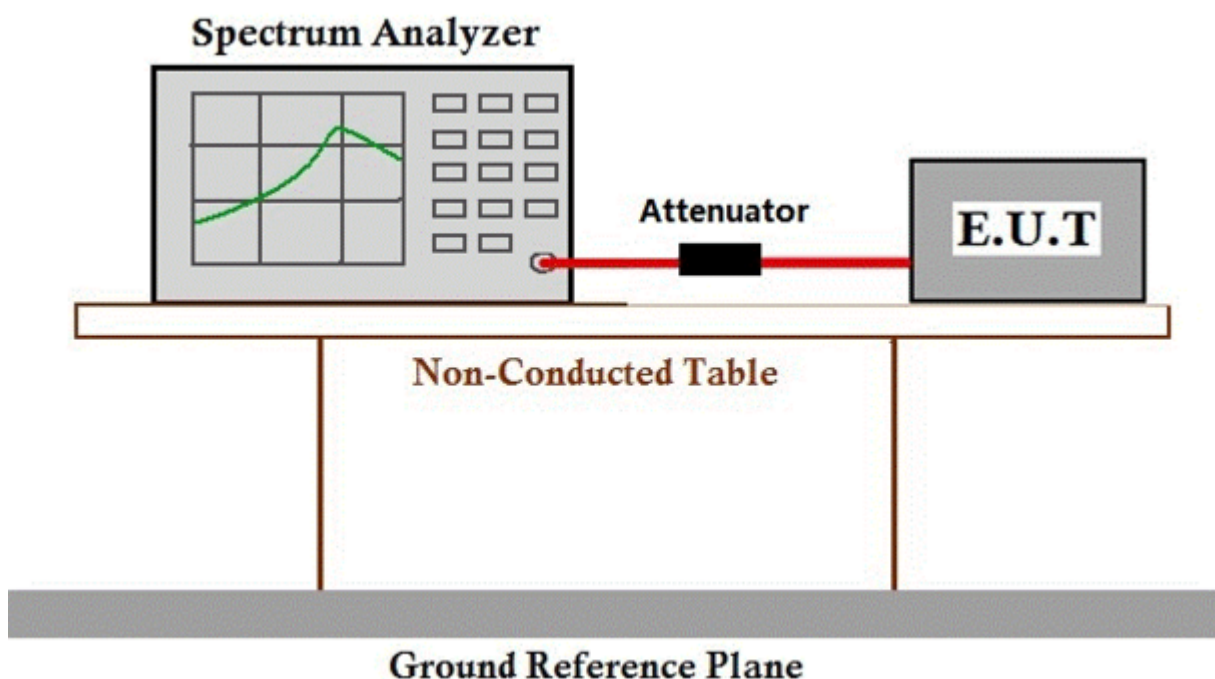 Spectrum Analyzer
Attenuator
E.U.T
Non-Conducted Table
Ground Reference Plane